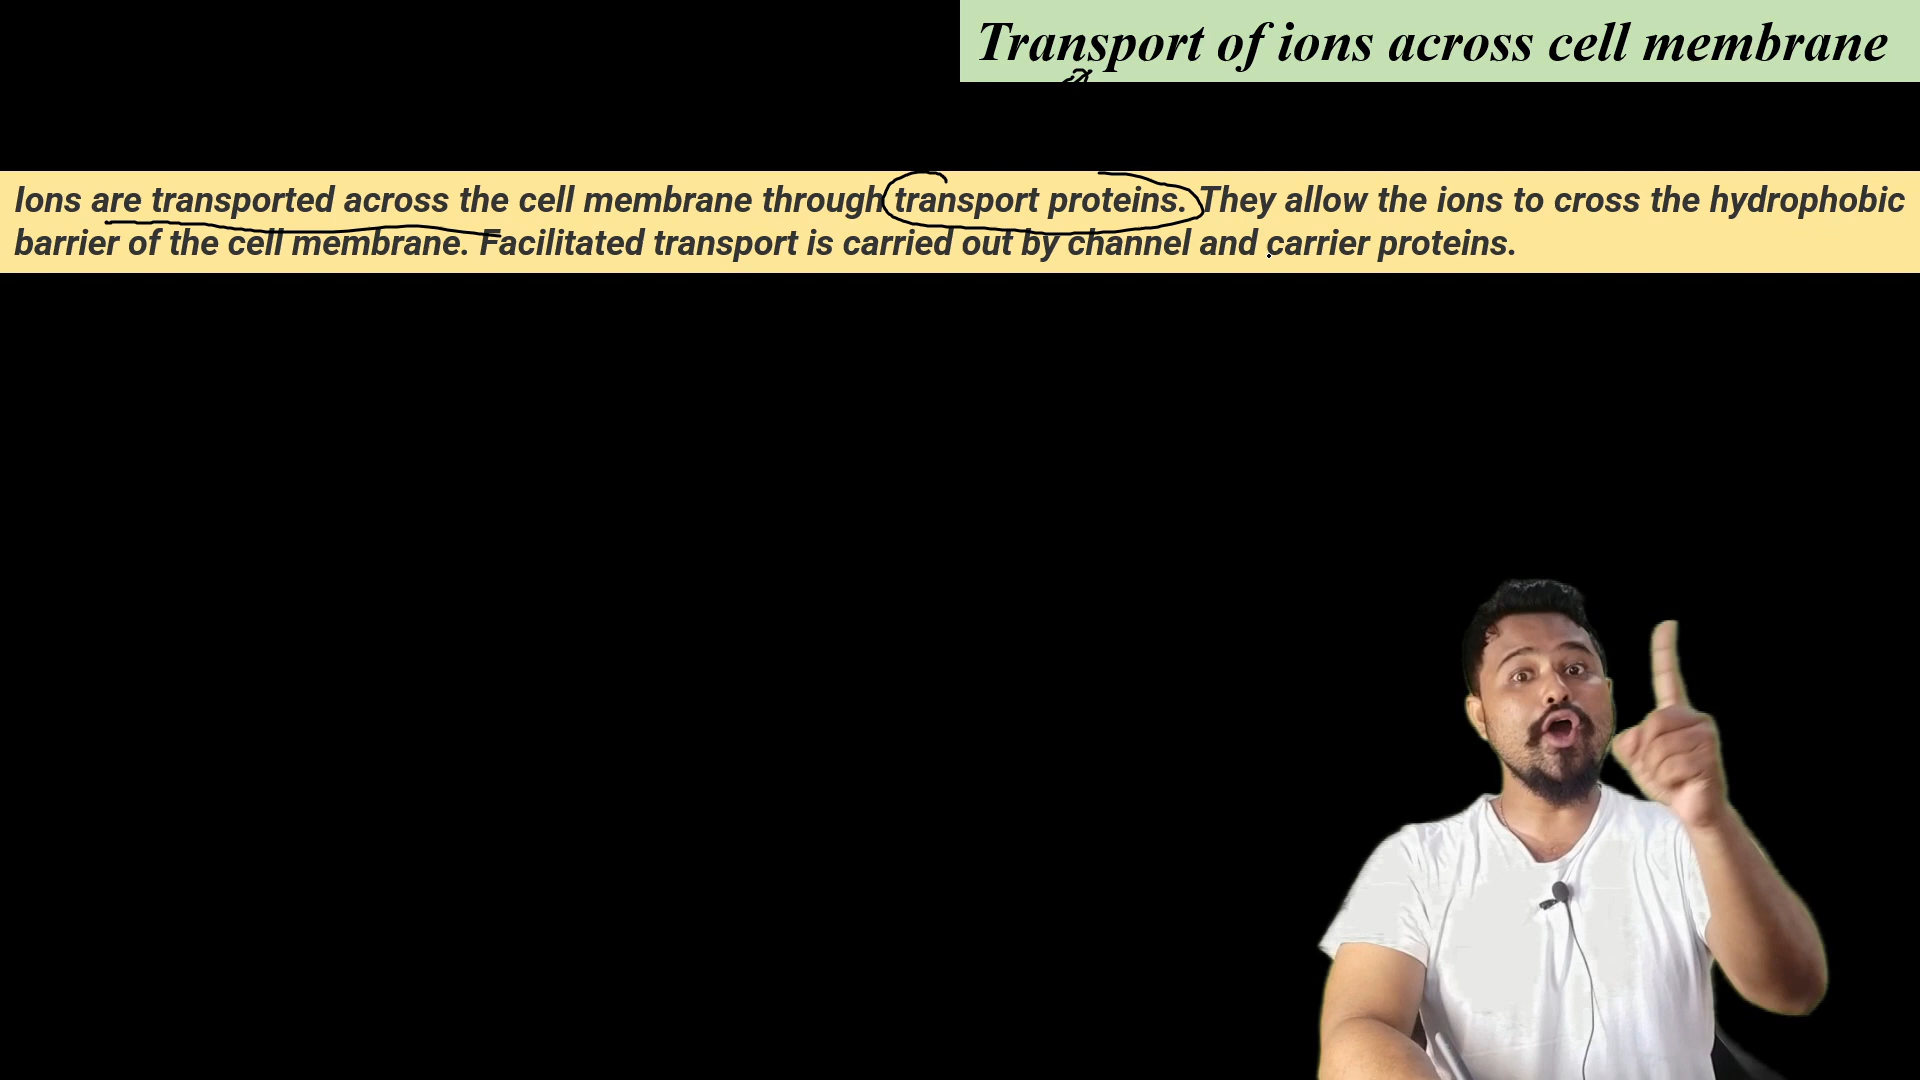 Transport of ions across cell membrane
Ions are transported across the cell membrane through transport proteins. They allow the ions to cross the hydrophobic
barrier of the cell membrane. Facilitated transport is carried out by channel and carrier proteins.